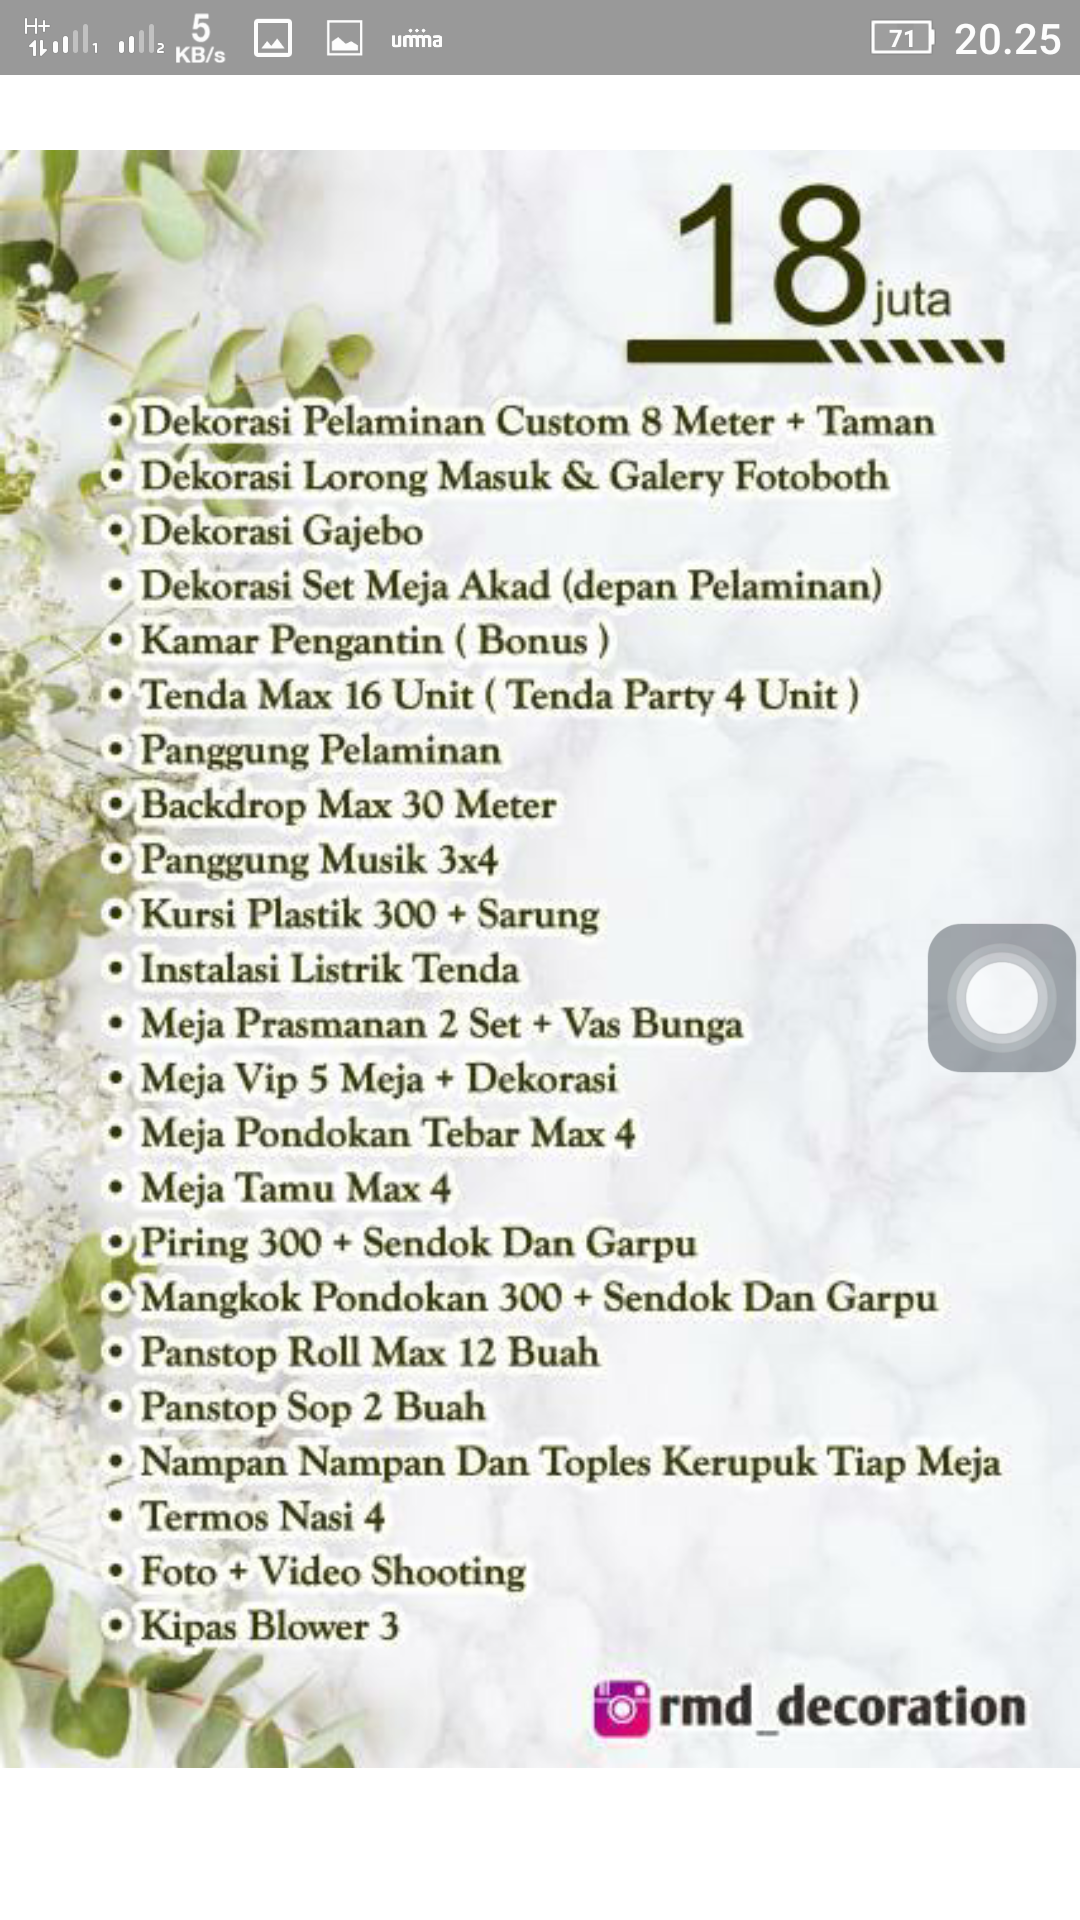 H+
1
2
5
KB/s
umma
71
20.25
18 juta
• Dekorasi Pelaminan Custom 8 Meter + Taman
• Dekorasi Lorong Masuk & Galery Fotoboth
• Dekorasi Gajebo
• Dekorasi Set Meja Akad (depan Pelaminan)
• Kamar Pengantin ( Bonus )
• Tenda Max 16 Unit ( Tenda Party 4 Unit )
• Panggung Pelaminan
• Backdrop Max 30 Meter
• Panggung Musik 3x4
• Kursi Plastik 300 + Sarung
• Instalasi Listrik Tenda
• Meja Prasmanan 2 Set + Vas Bunga
• Meja Vip 5 Meja + Dekorasi
• Meja Pondokan Tebar Max 4
• Meja Tamu Max 4
• Piring 300 + Sendok Dan Garpu
• Mangkok Pondokan 300 + Sendok Dan Garpu
• Panstop Roll Max 12 Buah
• Panstop Sop 2 Buah
• Nampan Nampan Dan Toples Kerupuk Tiap Meja
• Termos Nasi 4
• Foto + Video Shooting
• Kipas Blower 3
rmd_decoration